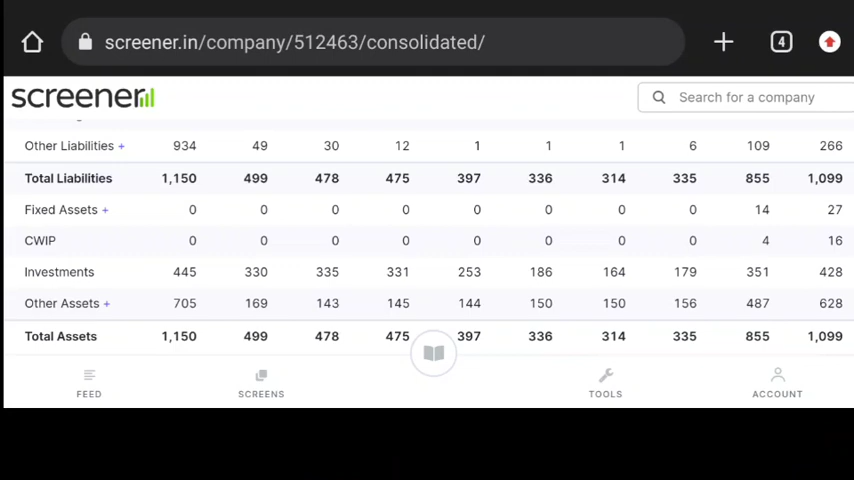 screener.in/company/512463/consolidated/ 4
screener Search for a company
Other Liabilities + 934 49 30 12 1 1 1 6 109 266
Total Liabilities 1,150 499 478 475 397 336 314 335 855 1,099
Fixed Assets + 0 0 0 0 0 0 0 0 14 27
CWIP 0 0 0 0 0 0 0 0 4 16
Investments 445 330 335 331 253 186 164 179 351 428
Other Assets + 705 169 143 145 144 150 150 156 487 628
Total Assets 1,150 499 478 475 397 336 314 335 855 1,099
FEED SCREENS TOOLS ACCOUNT